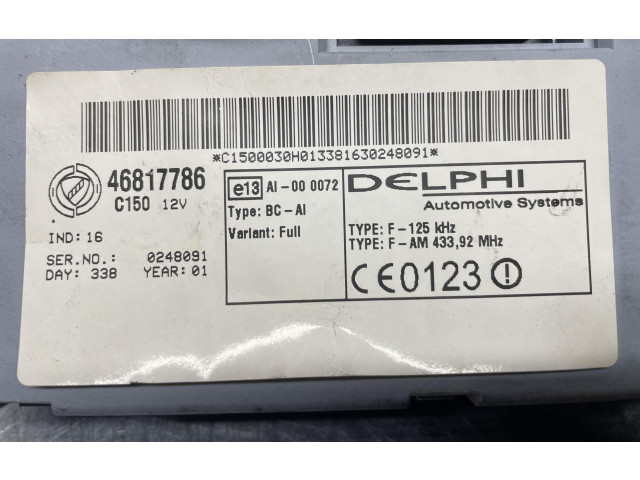 *C1500030H013381630248091*
46817786
C150 12V
IND: 16
SER.NO.: 0248091
DAY: 338 YEAR: 01
e13 AI-00 0072
Type: BC-AI
Variant: Full
DELPHI
Automotive Systems
TYPE: F-125 kHz
TYPE: F-AM 433,92 MHz
CE0123